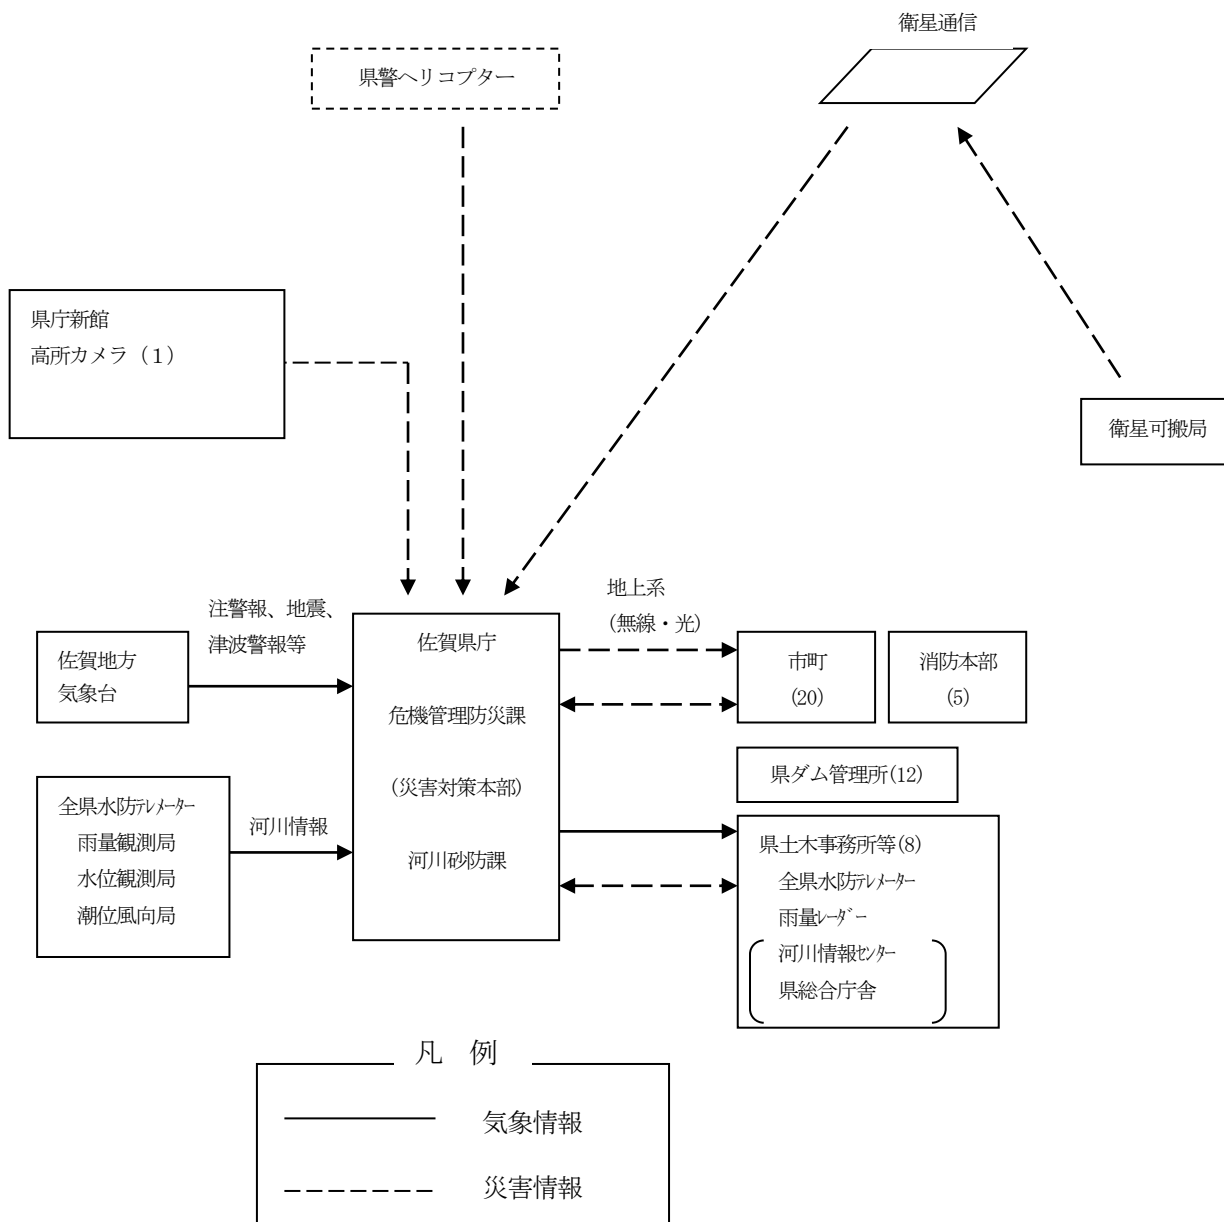 衛星通信
県警ヘリコプター
県庁新館
高所カメラ（１）
衛星可搬局
地上系
(無線・光)
注警報、地震、
津波警報等
佐賀地方
気象台
佐賀県庁
危機管理防災課
(災害対策本部)
河川砂防課
市町
(20)
消防本部
(5)
県ダム管理所(12)
全県水防ﾃﾚﾒｰﾀｰ
雨量観測局
水位観測局
潮位風向局
河川情報
県土木事務所等(8)
全県水防ﾃﾚﾒｰﾀｰ
雨量ﾚｰﾀﾞｰ
河川情報ｾﾝﾀｰ
県総合庁舎
凡　例
気象情報
災害情報